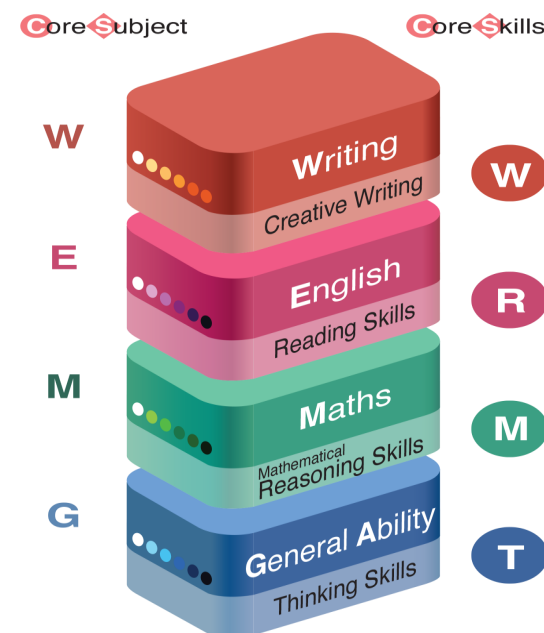 Core Subject
Core Skills
W
Writing
Creative Writing
W
E
English
Reading Skills
R
M
Maths
Mathematical
Reasoning Skills
M
G
General Ability
Thinking Skills
T